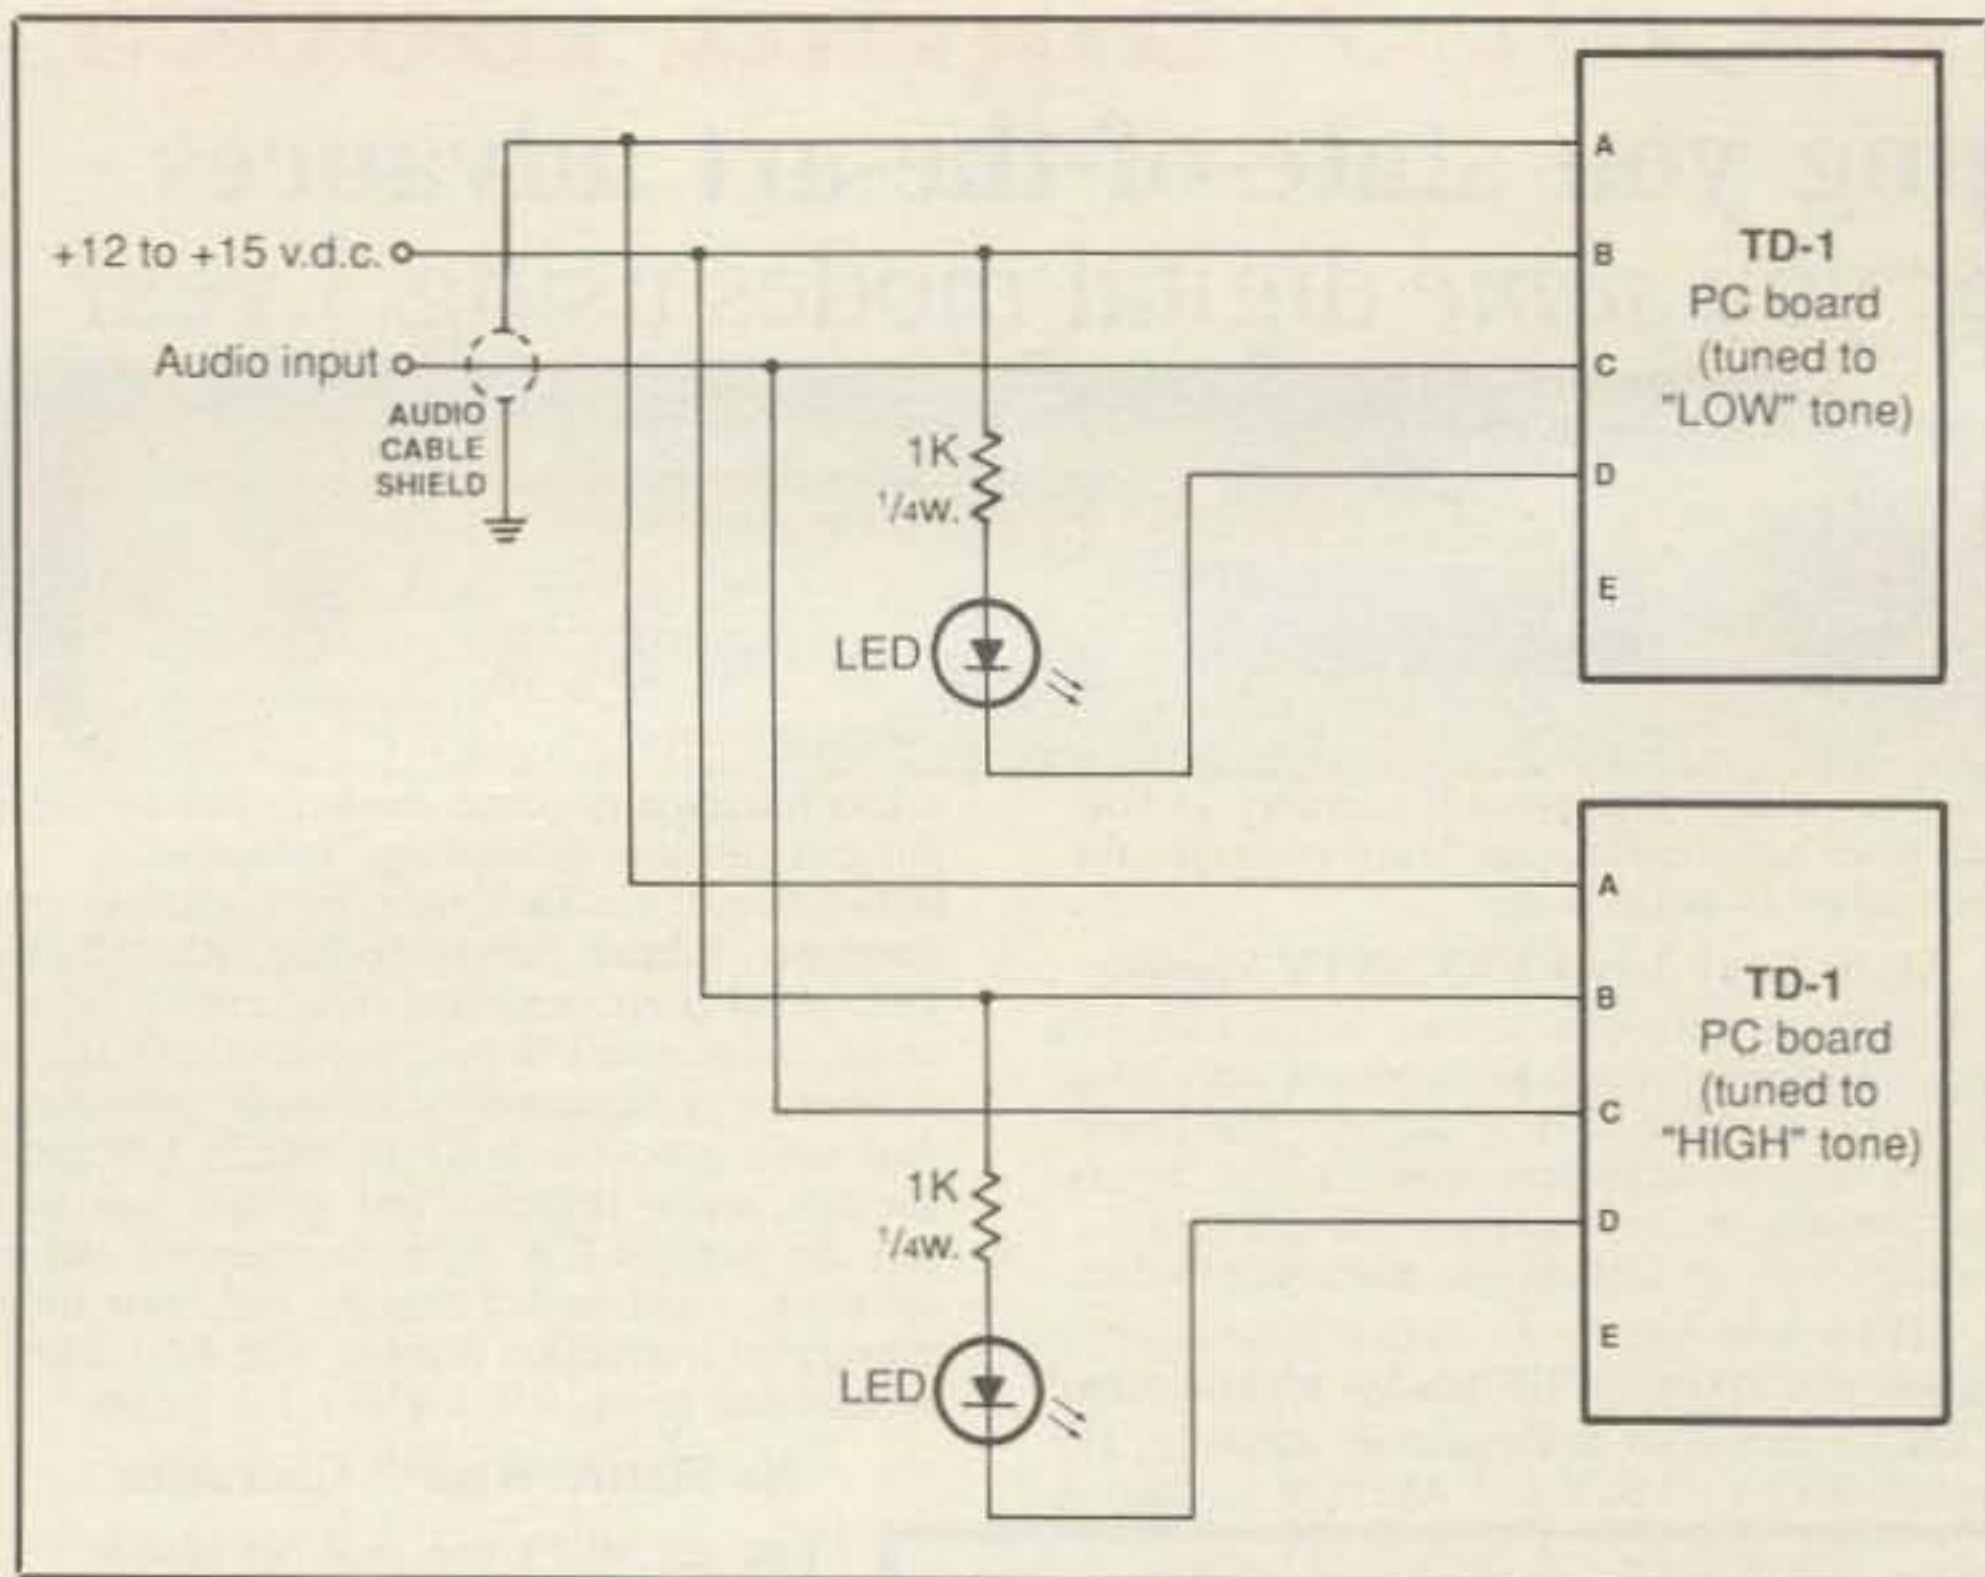 +12 to +15 v.d.c.
Audio input
AUDIO
CABLE
SHIELD
1K
1/4W.
LED
A
B
C
D
E
TD-1
PC board
(tuned to
"LOW" tone)
1K
1/4W.
LED
A
B
C
D
E
TD-1
PC board
(tuned to
"HIGH" tone)